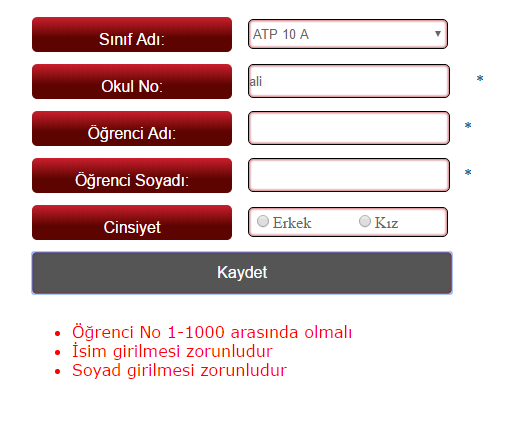 Sınıf Adı: ATP 10 A
Okul No: ali *
Öğrenci Adı: *
Öğrenci Soyadı: *
Cinsiyet Erkek Kız
Kaydet
Öğrenci No 1-1000 arasında olmalı
İsim girilmesi zorunludur
Soyad girilmesi zorunludur